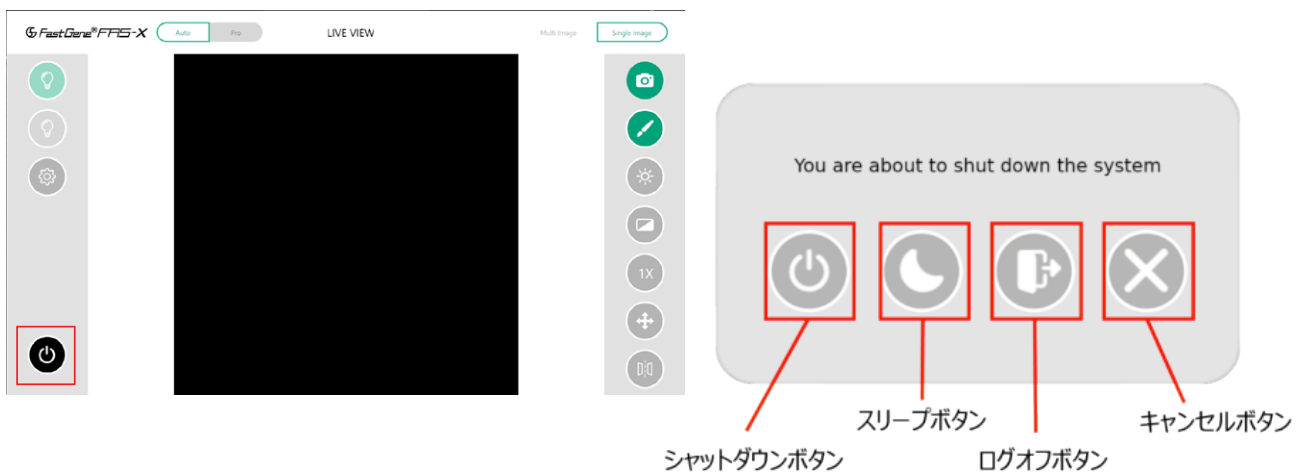 FastGene® FAS-X
Auto
Pro
LIVE VIEW
Multi Image
Single Image
1X
You are about to shut down the system
スリープボタン
キャンセルボタン
シャットダウンボタン
ログオフボタン